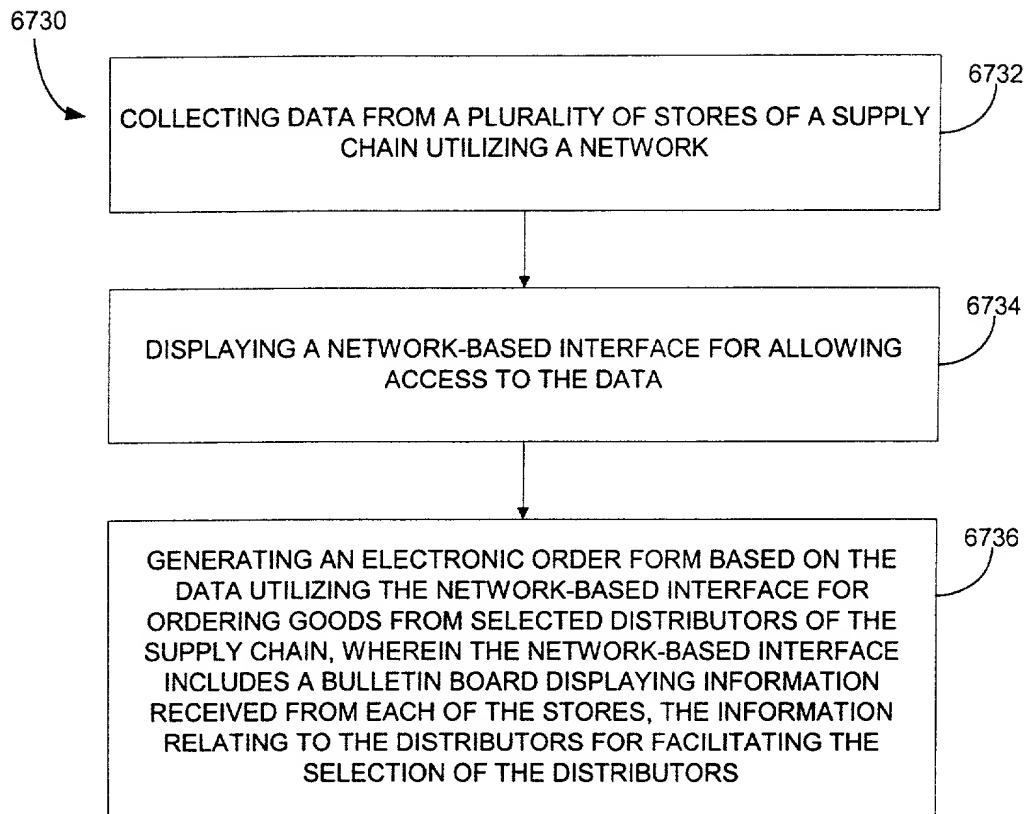 6730
6732
COLLECTING DATA FROM A PLURALITY OF STORES OF A SUPPLY
CHAIN UTILIZING A NETWORK
6734
DISPLAYING A NETWORK-BASED INTERFACE FOR ALLOWING
ACCESS TO THE DATA
6736
GENERATING AN ELECTRONIC ORDER FORM BASED ON THE
DATA UTILIZING THE NETWORK-BASED INTERFACE FOR
ORDERING GOODS FROM SELECTED DISTRIBUTORS OF THE
SUPPLY CHAIN, WHEREIN THE NETWORK-BASED INTERFACE
INCLUDES A BULLETIN BOARD DISPLAYING INFORMATION
RECEIVED FROM EACH OF THE STORES, THE INFORMATION
RELATING TO THE DISTRIBUTORS FOR FACILITATING THE
SELECTION OF THE DISTRIBUTORS